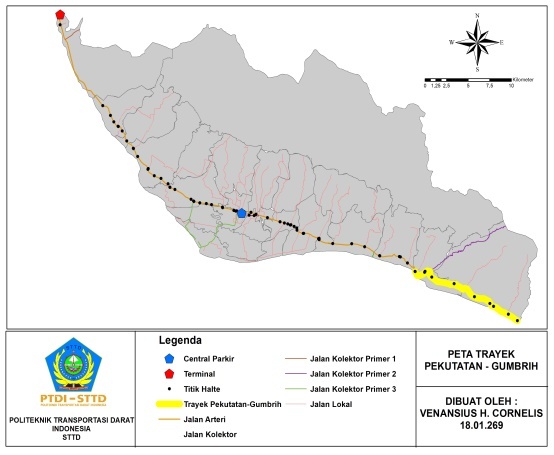 N
W
E
S
Kilometer
0 1.25 2.5
5
7.5
10
Legenda
Central Parkir
Terminal
Titik Halte
Trayek Pekutatan-Gumbrih
Jalan Arteri
Jalan Kolektor
Jalan Kolektor Primer 1
Jalan Kolektor Primer 2
Jalan Kolektor Primer 3
Jalan Lokal
PTDI - STTD
POLITEKNIK TRANSPORTASI DARAT
INDONESIA
STTD
PETA TRAYEK
PEKUTATAN - GUMBRIH
DIBUAT OLEH :
VENANSIUS H. CORNELIS
18.01.269